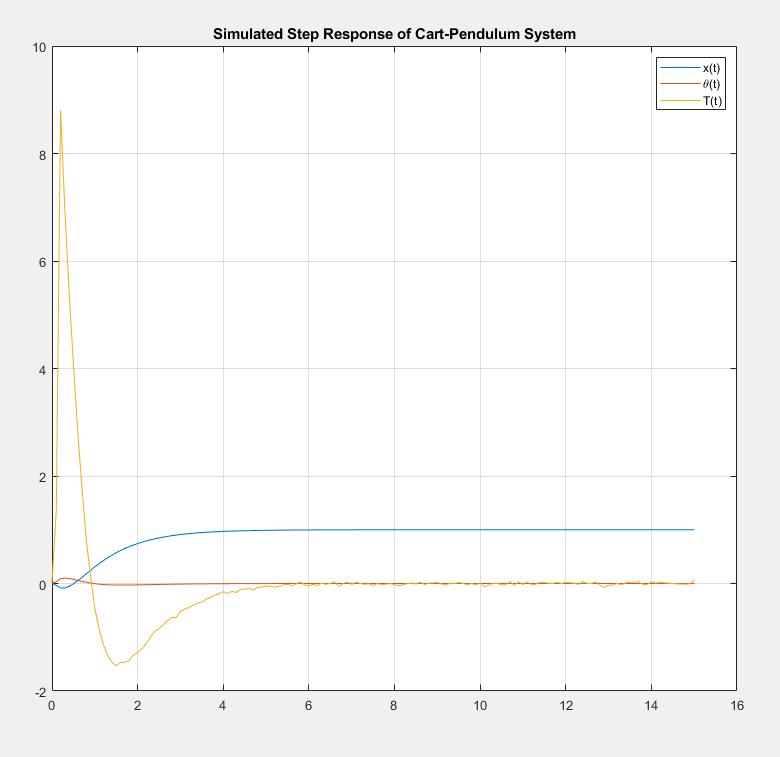 Simulated Step Response of Cart-Pendulum System
10
8
6
4
2
0
-2
x(t)
θ(t)
T(t)
0 2 4 6 8 10 12 14 16